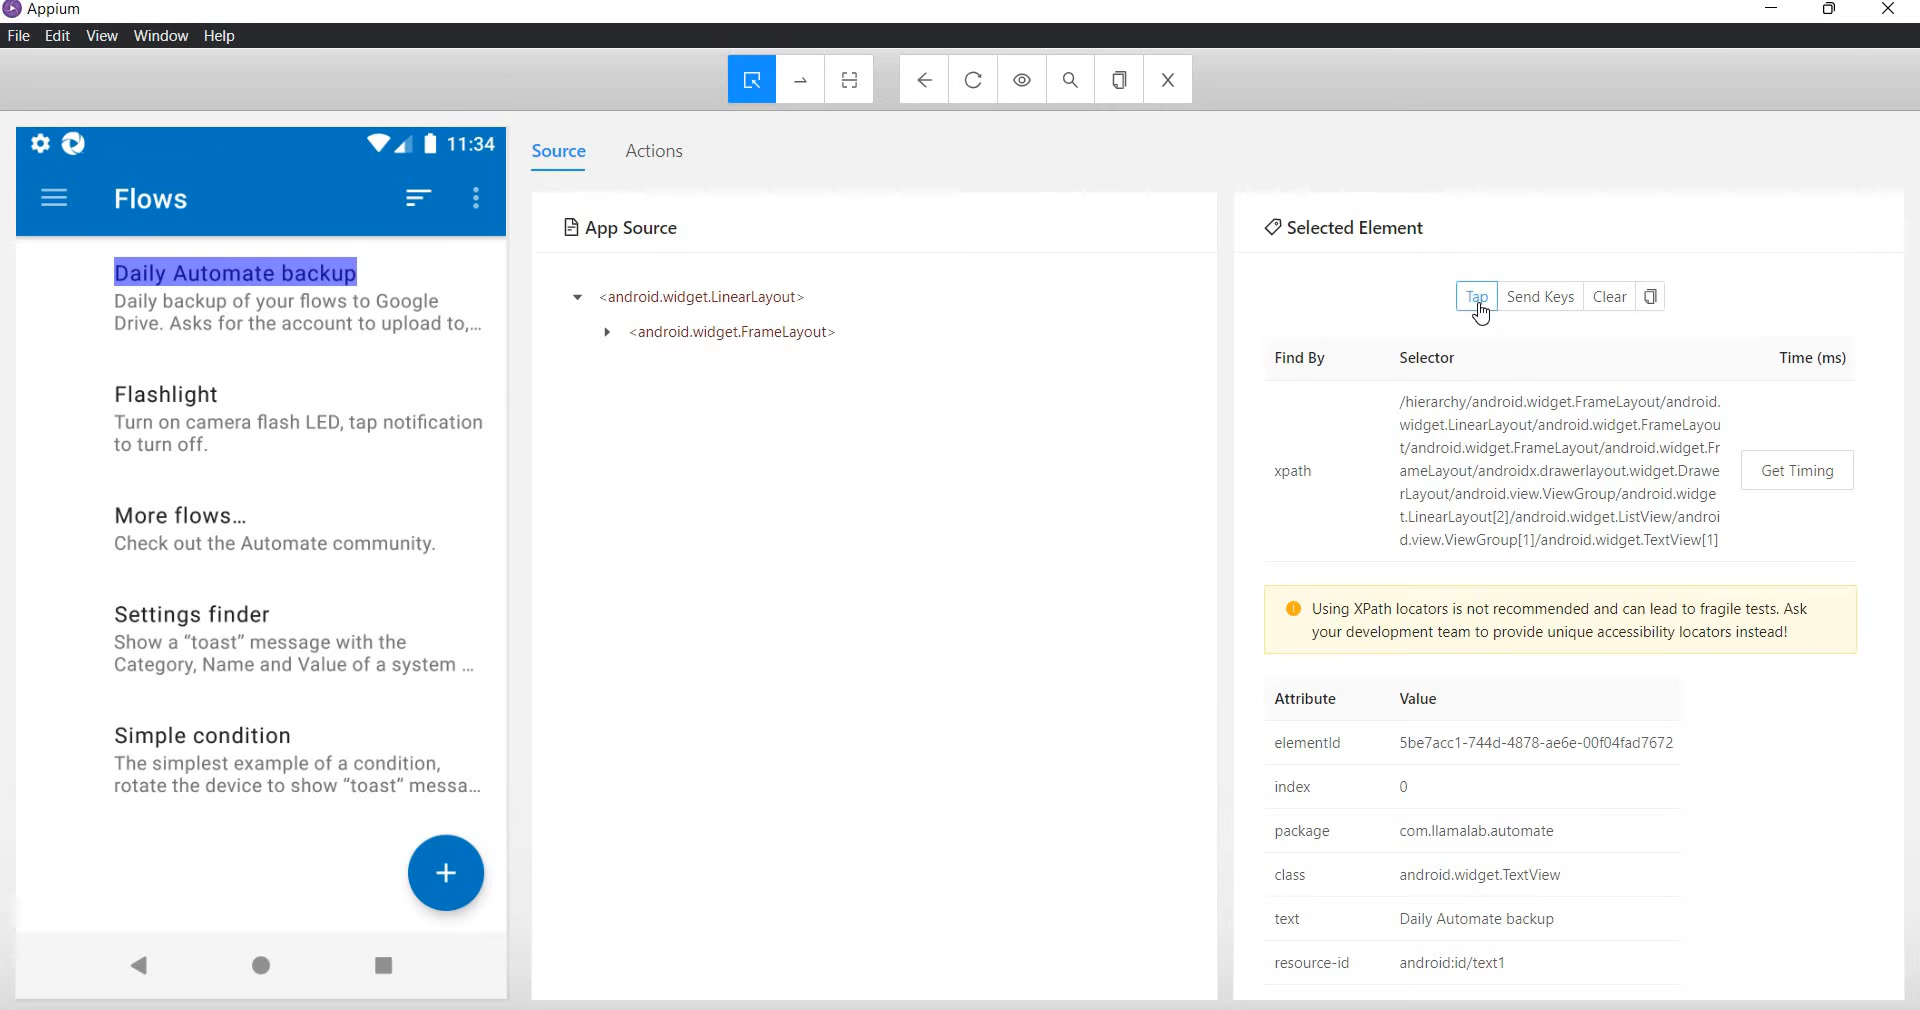 Appium
File Edit View Window Help
11:34
Flows
Daily Automate backup
Daily backup of your flows to Google
Drive. Asks for the account to upload to,...
Flashlight
Turn on camera flash LED, tap notification
to turn off.
More flows...
Check out the Automate community.
Settings finder
Show a “toast” message with the
Category, Name and Value of a system ...
Simple condition
The simplest example of a condition,
rotate the device to show “toast” messa...
+
Source Actions
App Source
<android.widget.LinearLayout>
<android.widget.FrameLayout>
Selected Element
Tap Send Keys Clear
Find By Selector Time (ms)
xpath
/hierarchy/android.widget.FrameLayout/android.
widget.LinearLayout/android.widget.FrameLayou
t/android.widget.FrameLayout/android.widget.Fr
ameLayout/androidx.drawerlayout.widget.Drawe
rLayout/android.view.ViewGroup/android.widge
t.LinearLayout[2]/android.widget.ListView/androi
d.view.ViewGroup[1]/android.widget.TextView[1]
Get Timing
Using XPath locators is not recommended and can lead to fragile tests. Ask
your development team to provide unique accessibility locators instead!
Attribute Value
elementId 5be7acc1-744d-4878-ae6e-00f04fad7672
index 0
package com.llamalab.automate
class android.widget.TextView
text Daily Automate backup
resource-id android:id/text1